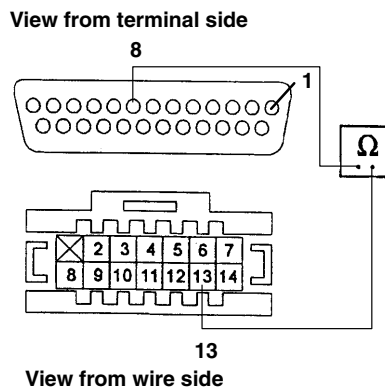 View from terminal side
8
1
Ω
2 3 4 5 6 7
8 9 10 11 12 13 14
13
View from wire side